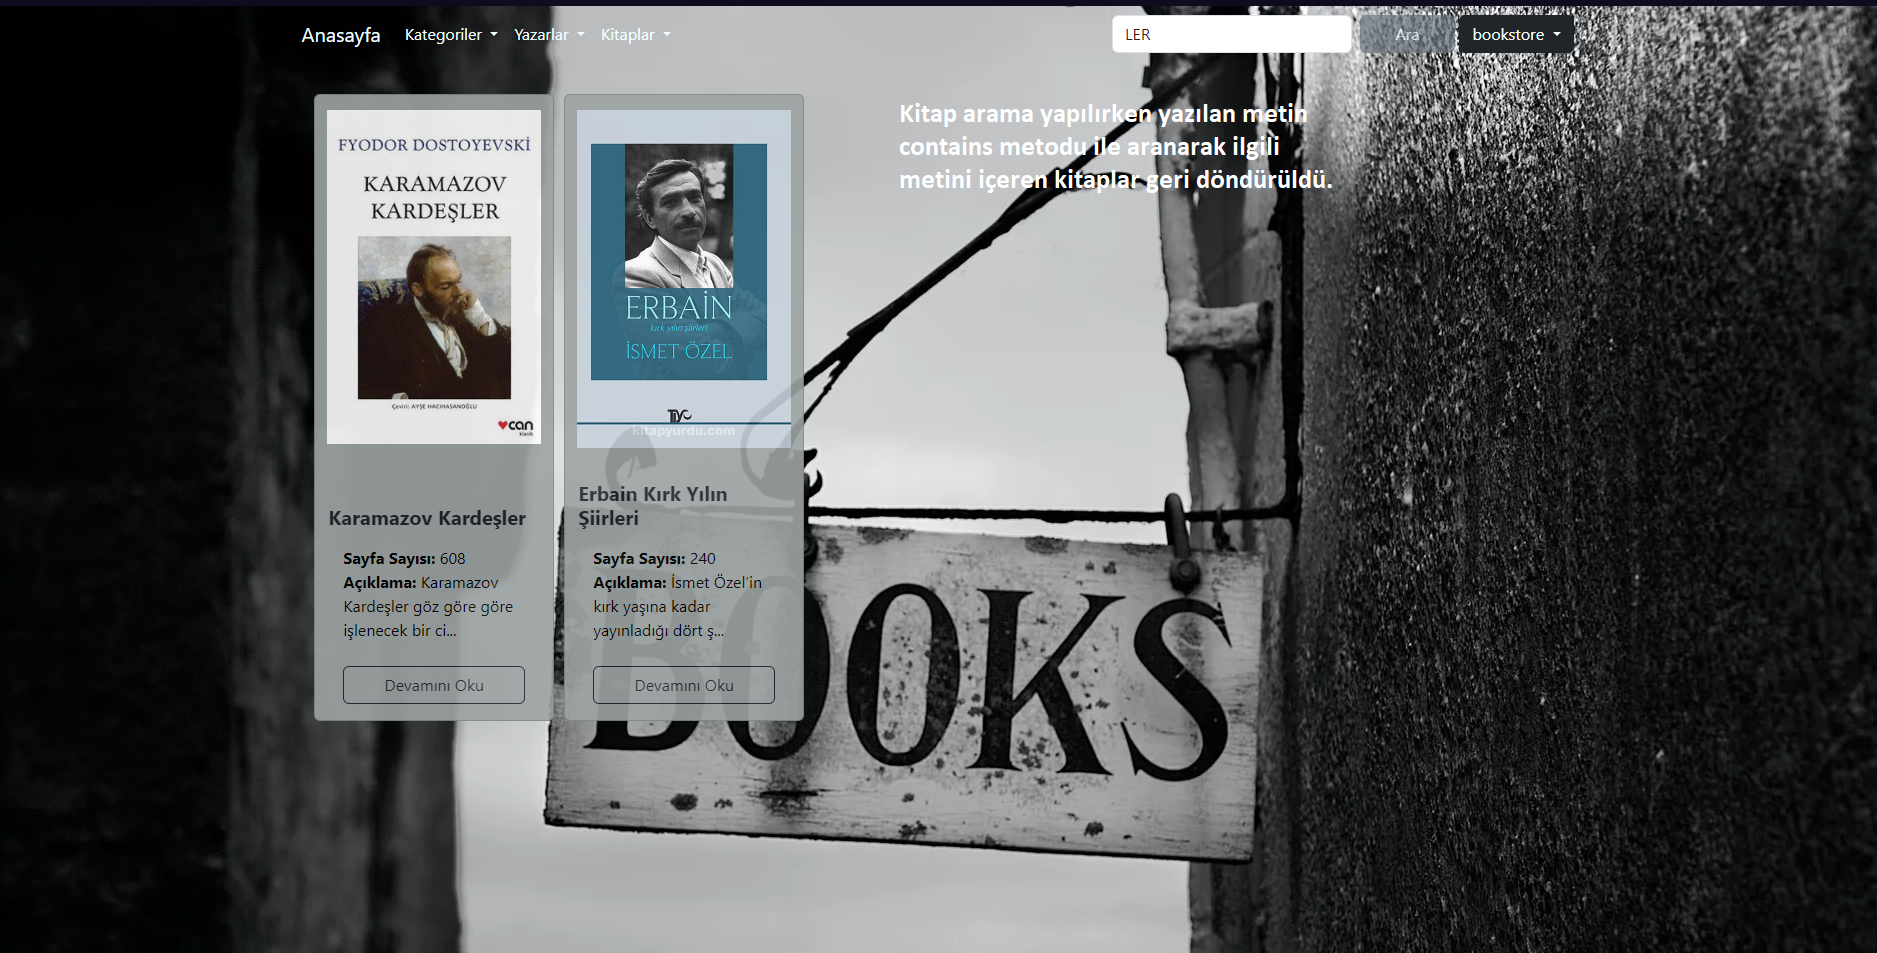 Anasayfa Kategoriler Yazarlar Kitaplar LER Ara bookstore
FYODOR DOSTOYEVSKİ
KARAMAZOV
KARDEŞLER
Çeviri: AYŞE HACIHASANOĞLU
can
klasik
Karamazov Kardeşler
Sayfa Sayısı: 608
Açıklama: Karamazov
Kardeşler göz göre göre
işlenecek bir ci...
Devamını Oku
ERBAİN
kırk yılın şiirleri
İSMET ÖZEL
TİYO
kitapyurdu.com
Erbain Kırk Yılın
Şiirleri
Sayfa Sayısı: 240
Açıklama: İsmet Özel'in
kırk yaşına kadar
yayınladığı dört ş...
Devamını Oku
Kitap arama yapılırken yazılan metin
contains metodu ile aranarak ilgili
metini içeren kitaplar geri döndürüldü.
BOOKS